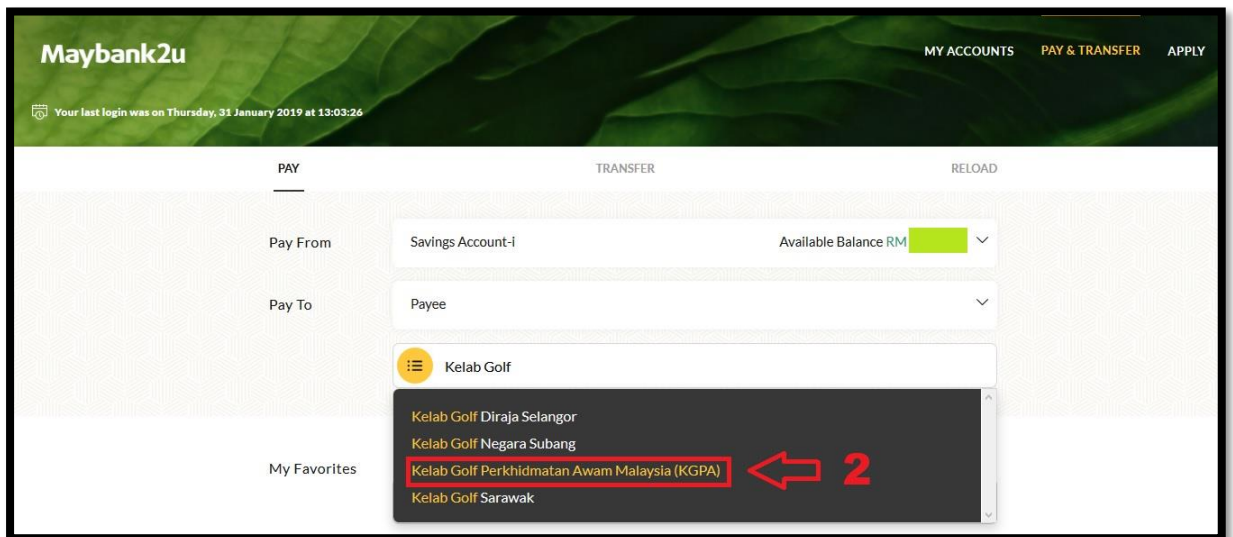 Maybank2u
MY ACCOUNTS PAY & TRANSFER APPLY
Your last login was on Thursday, 31 January 2019 at 13:03:26
PAY TRANSFER RELOAD
Pay From Savings Account-i Available Balance RM
Pay To Payee
Kelab Golf
Kelab Golf Diraja Selangor
Kelab Golf Negara Subang
My Favorites Kelab Golf Perkhidmatan Awam Malaysia (KGPA) 2
Kelab Golf Sarawak